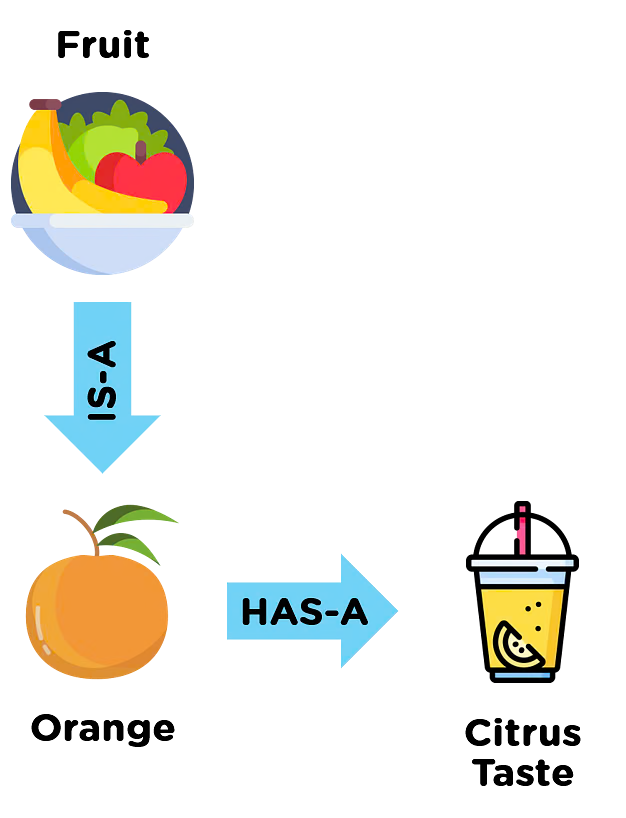 Fruit
IS-A
HAS-A
Orange
Citrus
Taste